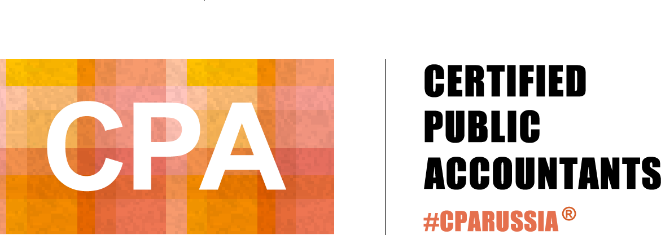 CPA
CERTIFIED
PUBLIC
ACCOUNTANTS
#CPARUSSIA®